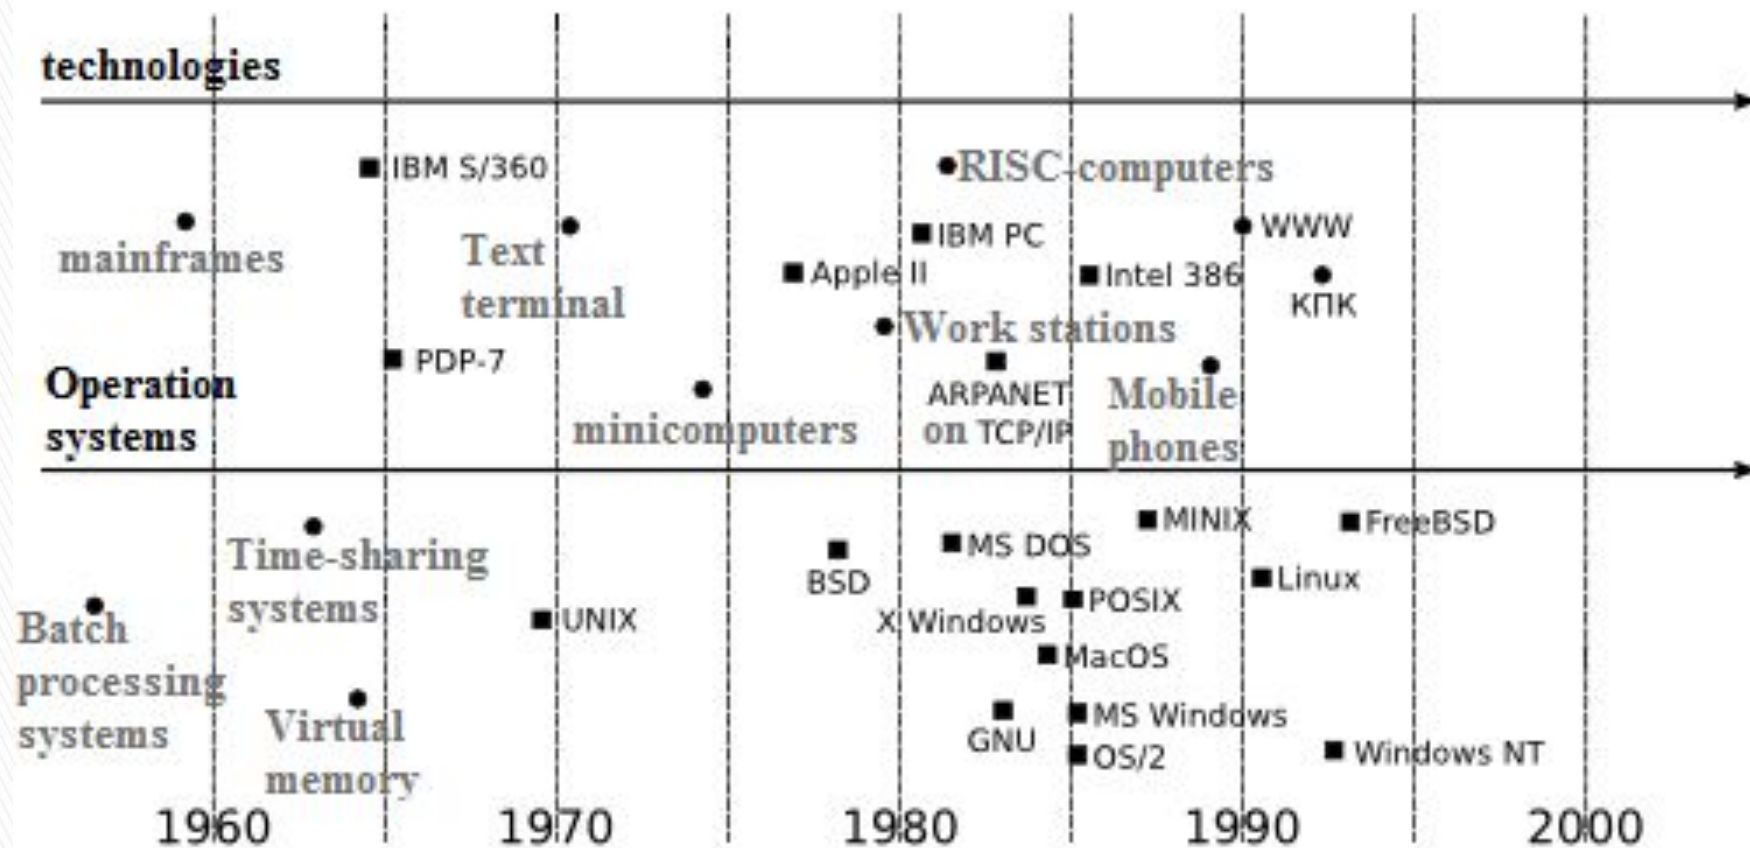 technologies
IBM S/360
RISC-computers
mainframes
Text
terminal
IBM PC
WWW
Apple II
Intel 386
КПК
Work stations
PDP-7
ARPANET
on TCP/IP
Mobile
phones
minicomputers
Operation
systems
Time-sharing
systems
BSD
MS DOS
MINIX
FreeBSD
Batch
processing
systems
UNIX
X Windows
POSIX
Linux
MacOS
Virtual
memory
GNU
MS Windows
OS/2
Windows NT
1960
1970
1980
1990
2000